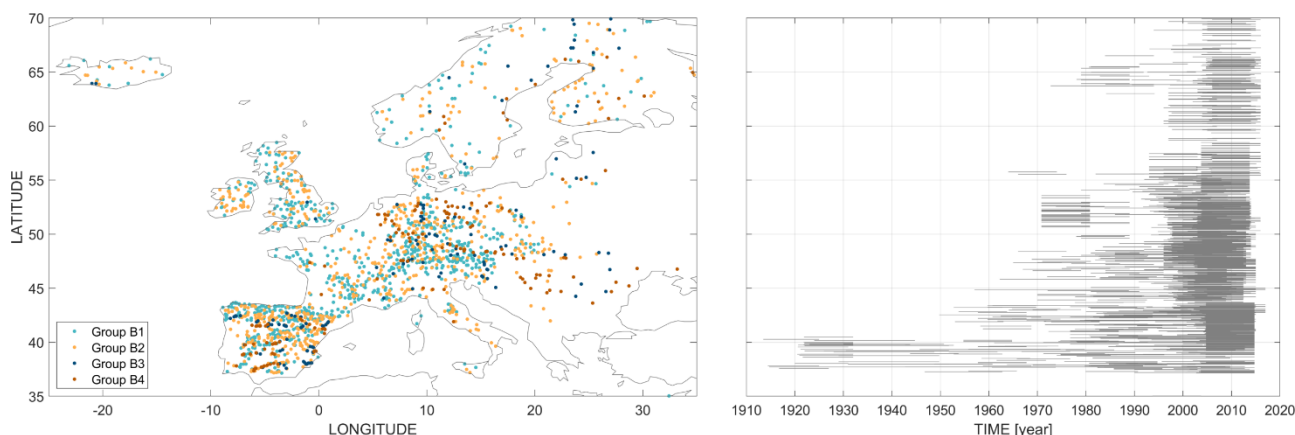 70
65
60
55
50
45
40
35
LATITUDE
Group B1
Group B2
Group B3
Group B4
-20 -10 0 10 20 30
LONGITUDE
1910 1920 1930 1940 1950 1960 1970 1980 1990 2000 2010 2020
TIME [year]